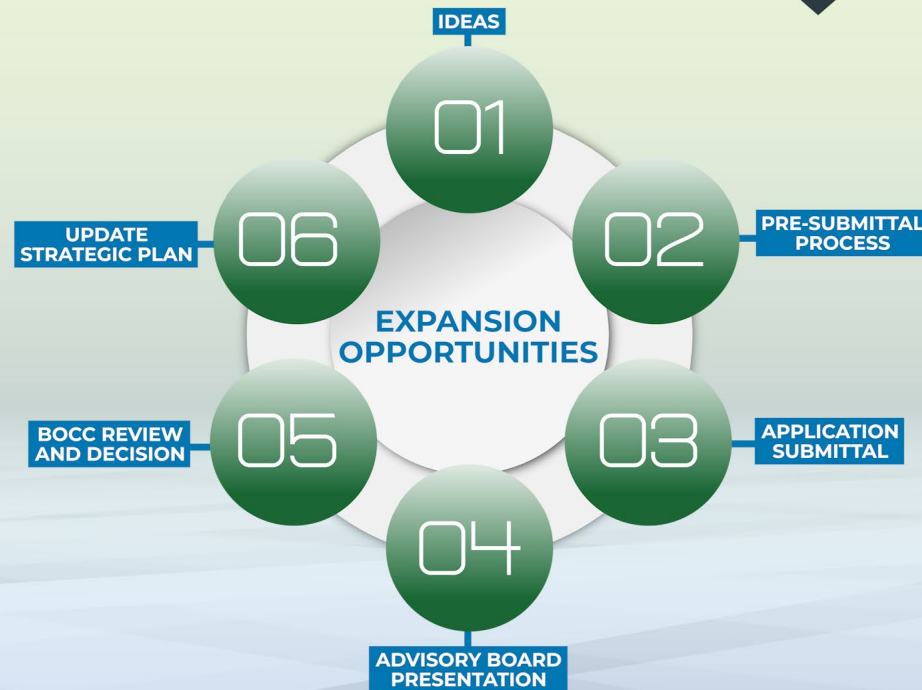 IDEAS
01
02
PRE-SUBMITTAL
PROCESS
03
APPLICATION
SUBMITTAL
04
ADVISORY BOARD
PRESENTATION
05
BOCC REVIEW
AND DECISION
06
UPDATE
STRATEGIC PLAN
EXPANSION
OPPORTUNITIES